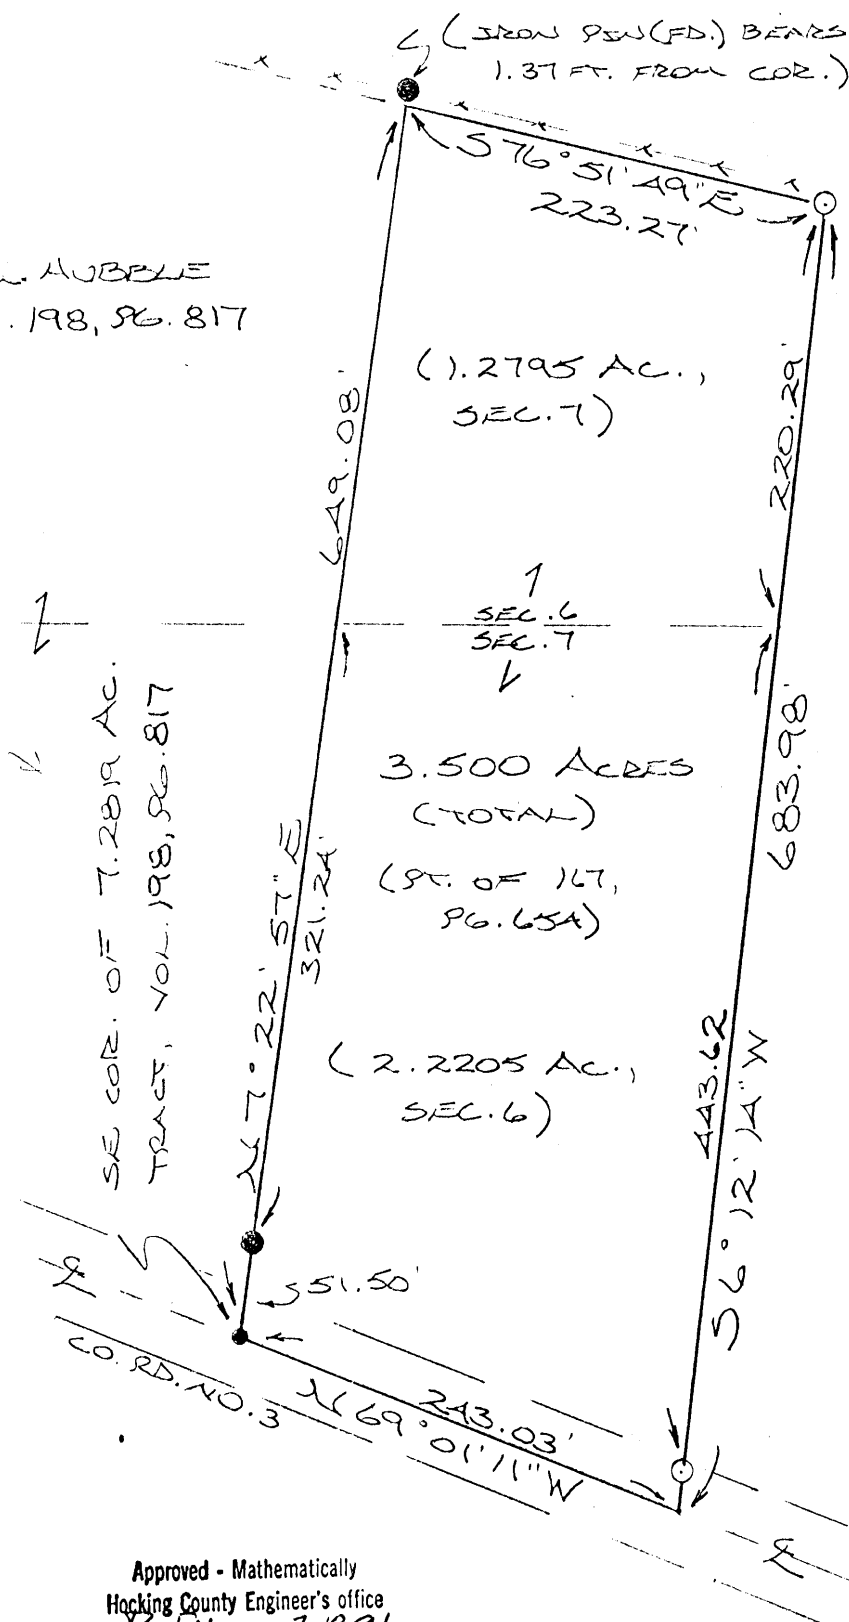 (IRON PIN (FD.) BEARS
1.37 FT. FROM COR.)
S 76° 51' 49" E
223.27'
HUBBLE
198, PG. 817
(1.2795 AC.,
SEC. 7)
649.08'
220.29'
SEC. 6
SEC. 7
SE COR. OF 7.2819 AC.
TRACT, VOL. 198, PG. 817
3.500 ACRES
(TOTAL)
(PT. OF 167,
PG. 654)
683.98'
N 7° 22' 57" E
321.24'
(2.2205 AC.,
SEC. 6)
443.62
S 6° 12' 14" W
51.50'
CO. RD. NO. 3
243.03'
N 69° 01' 11" W
Approved - Mathematically
Hocking County Engineer's office